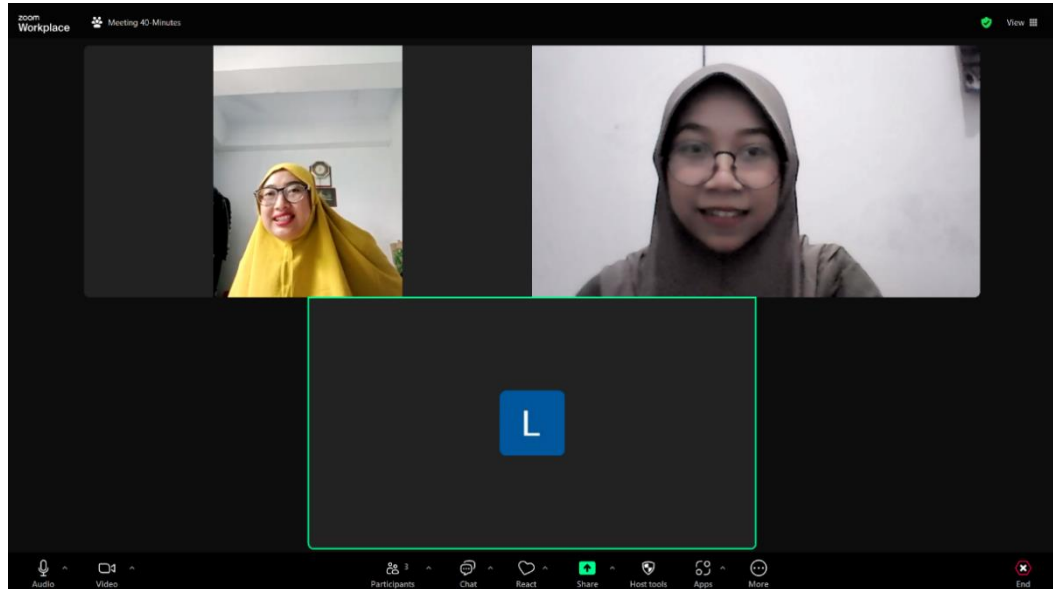 zoom
Workplace
Meeting 40-Minutes
View
L
Audio
Video
3
Participants
Chat
React
Share
Host tools
Apps
More
End